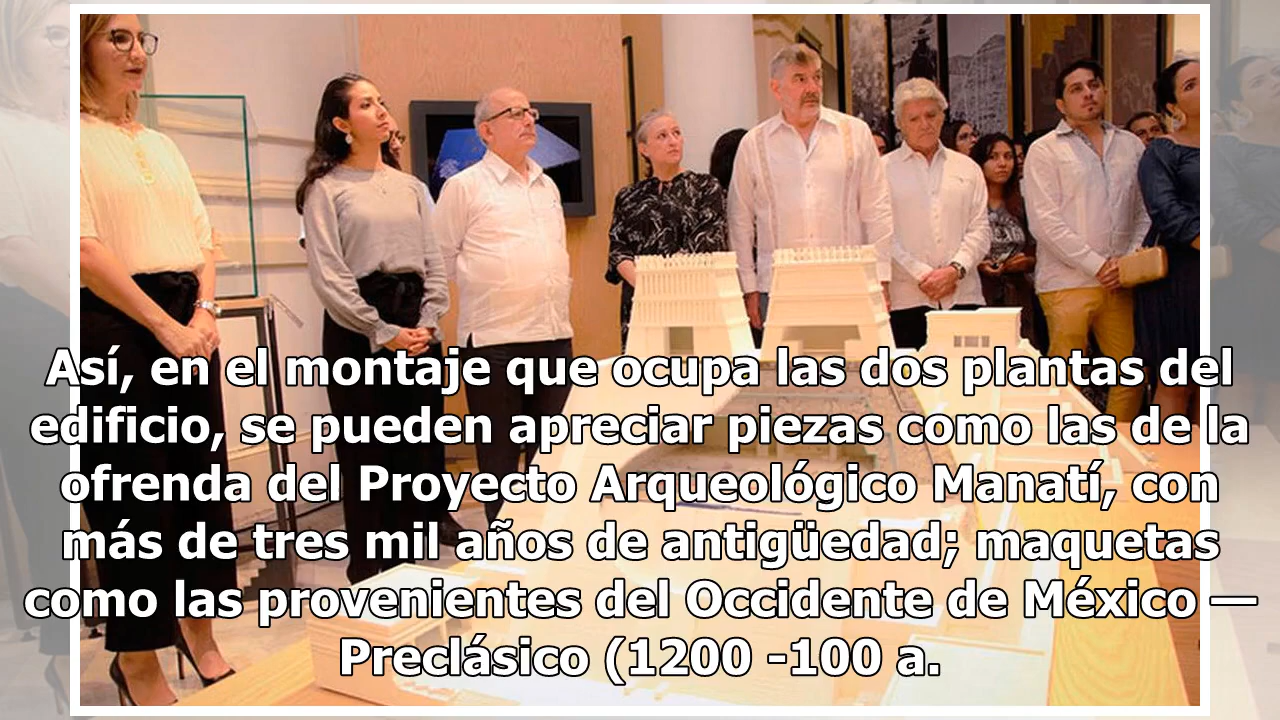 Así, en el montaje que ocupa las dos plantas del
edificio, se pueden apreciar piezas como las de la
ofrenda del Proyecto Arqueológico Manatí, con
más de tres mil años de antigüedad; maquetas
como las provenientes del Occidente de México —
Preclásico (1200 -100 a.